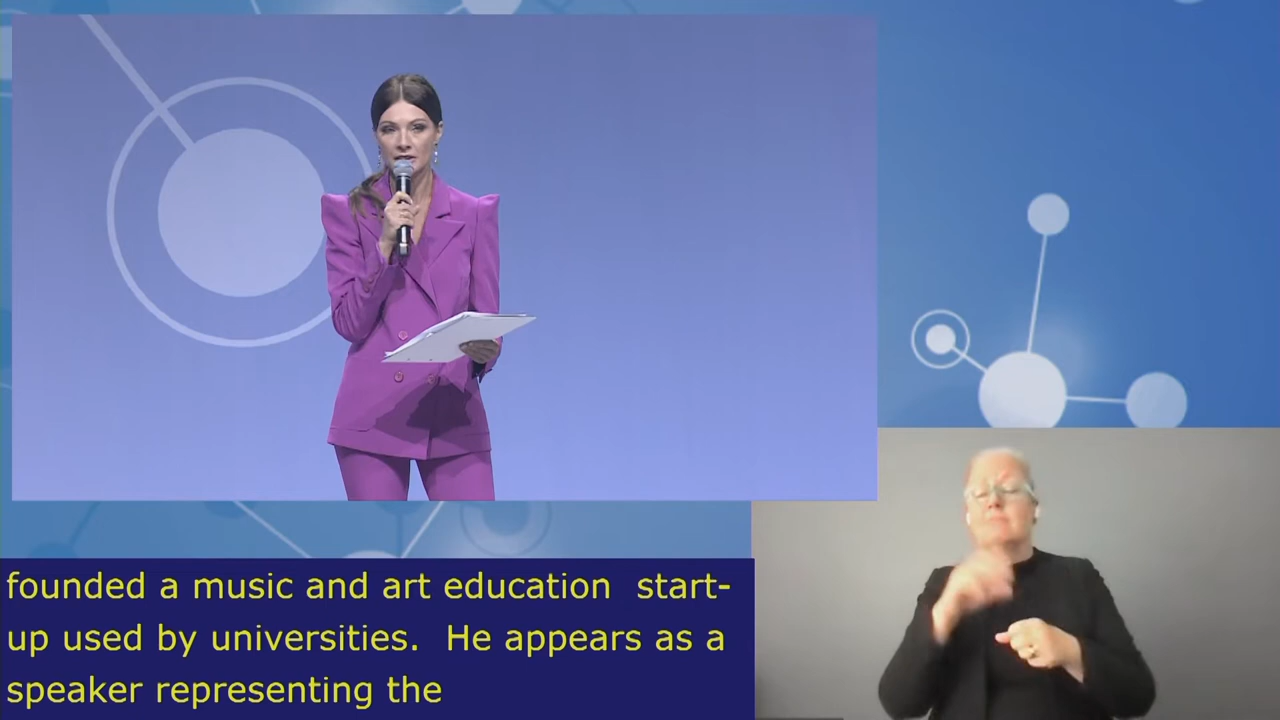 founded a music and art education  start-
up used by universities.  He appears as a
speaker representing the